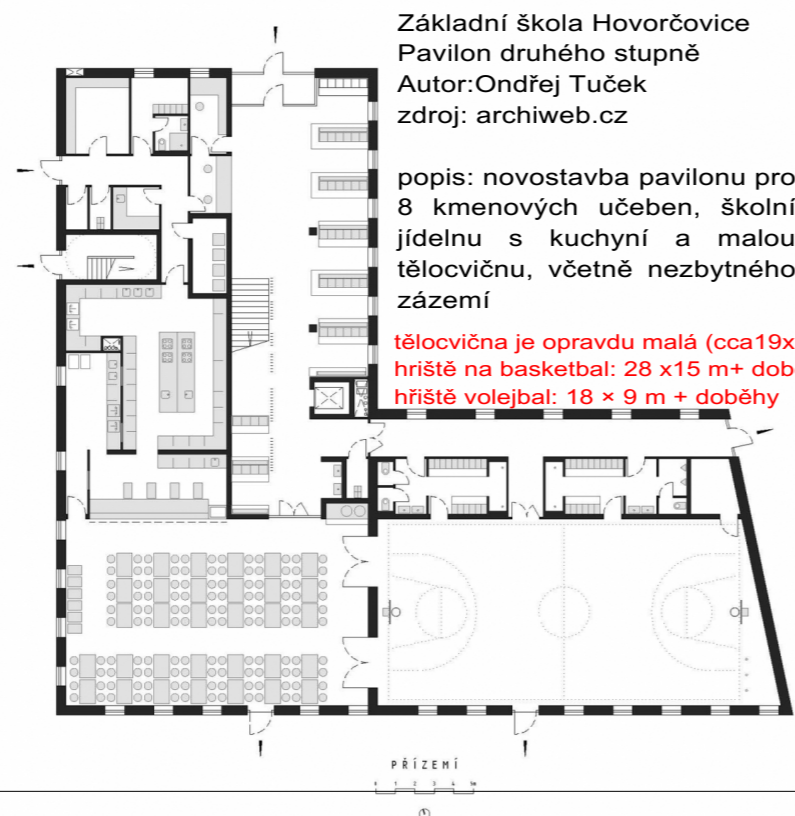 Základní škola Hovorčovice
Pavilon druhého stupně
Autor:Ondřej Tuček
zdroj: archiweb.cz
popis: novostavba pavilonu pro
8 kmenových učeben, školní
jídelnu s kuchyní a malou
tělocvičnu, včetně nezbytného
zázemí
tělocvična je opravdu malá (cca19x
hriště na basketbal: 28 x15 m+ dob
hřiště volejbal: 18 × 9 m + doběhy
PŘÍZEMÍ